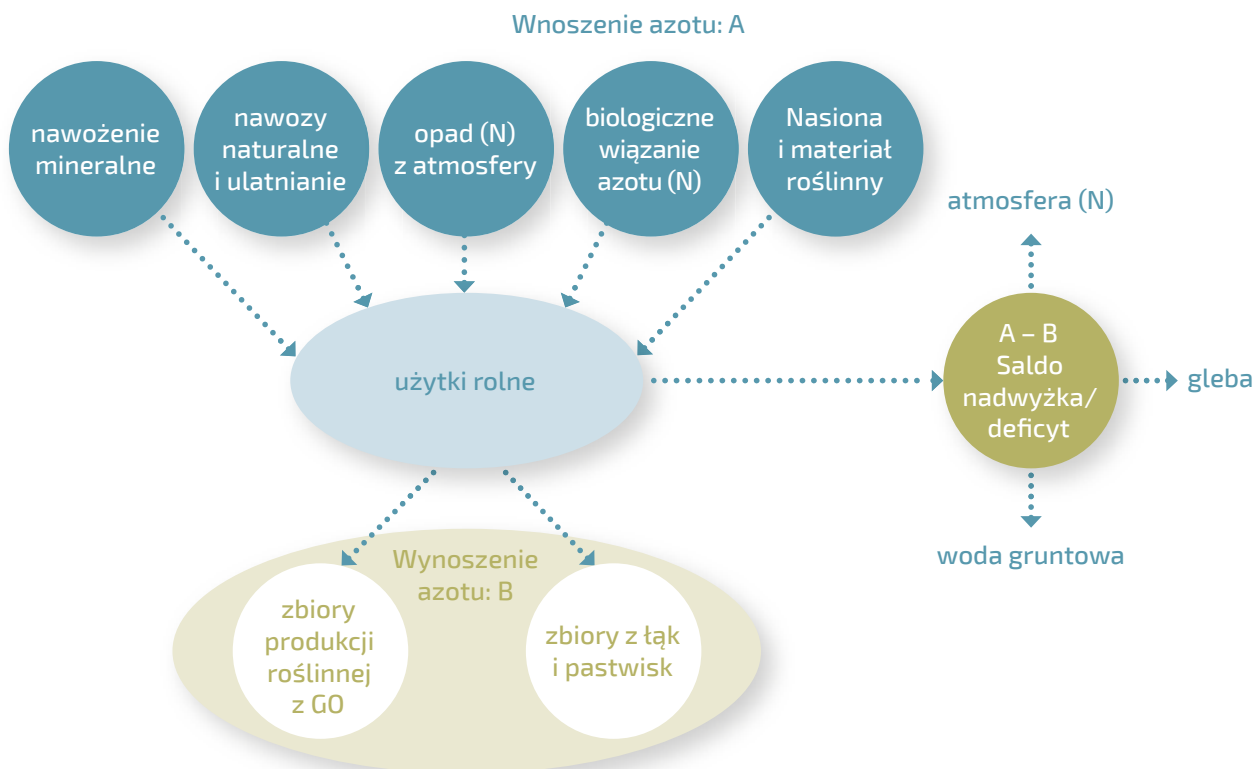 Wnoszenie azotu: A
nawożenie
mineralne
nawozy
naturalne
i ulatnianie
opad (N)
z atmosfery
biologiczne
wiązanie
azotu (N)
Nasiona
i materiał
roślinny
atmosfera (N)
użytki rolne
A – B
Saldo
nadwyżka/
deficyt
gleba
woda gruntowa
Wynoszenie
azotu: B
zbiory
produkcji
roślinnej
z GO
zbiory z łąk
i pastwisk